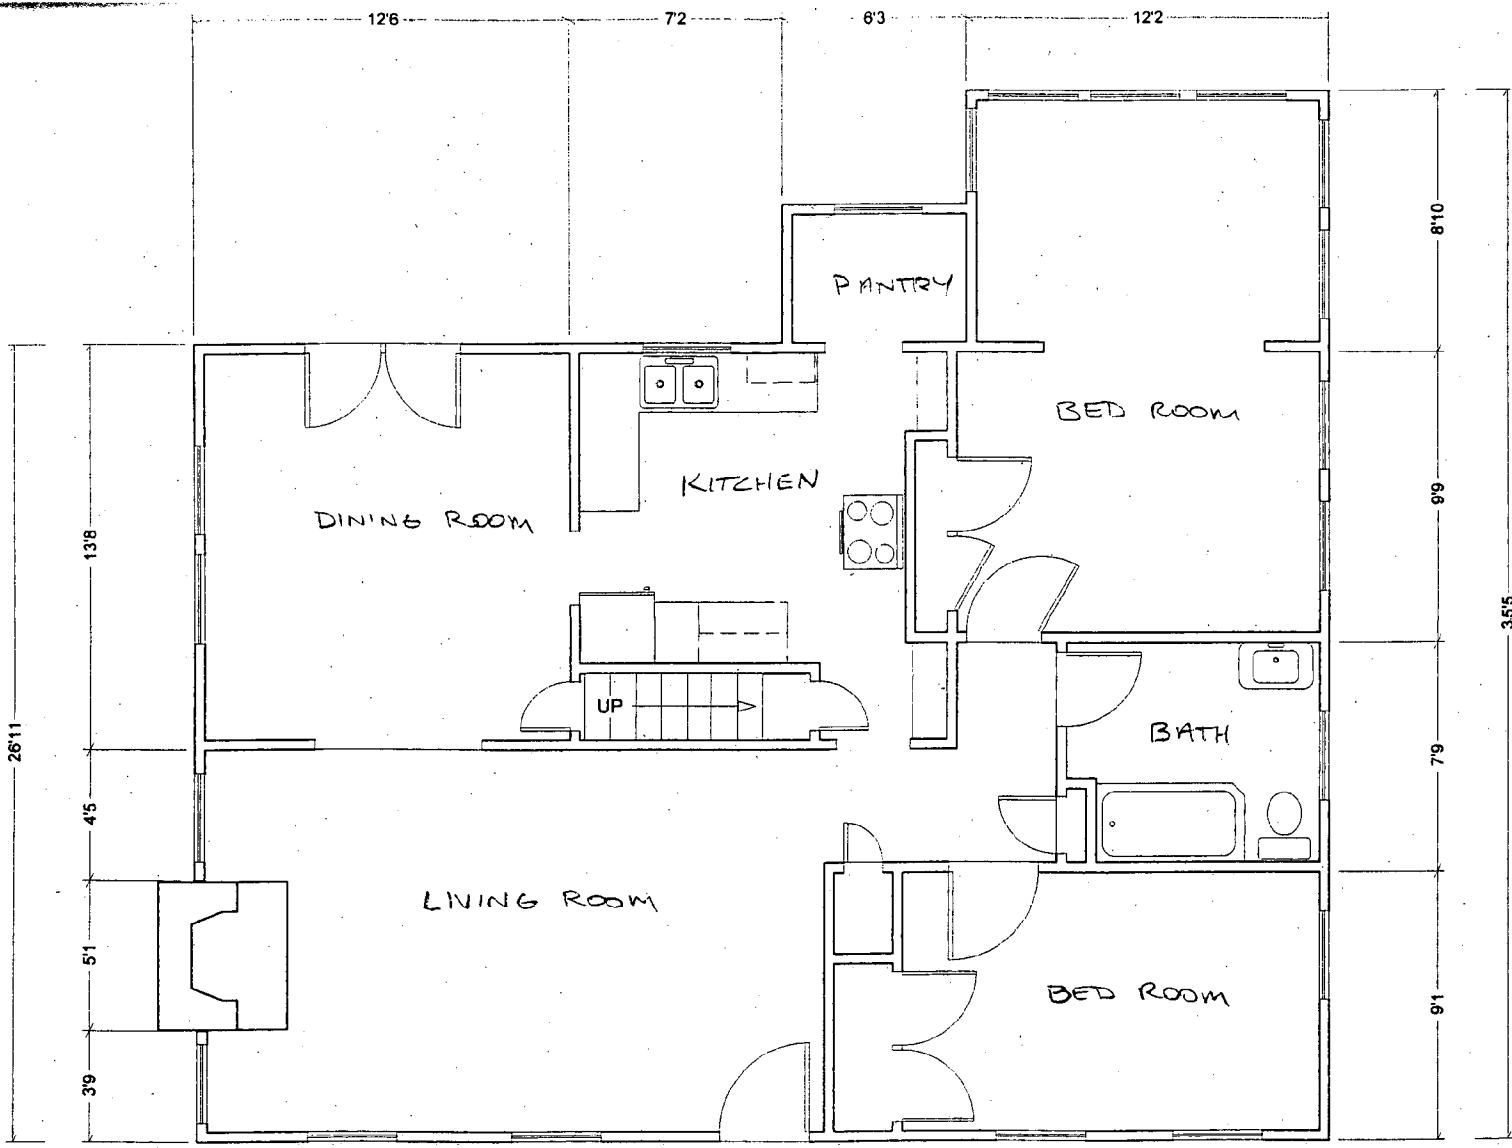 12'6
7'2
6'3
12'2
PANTRY
8'10
BED ROOM
KITCHEN
DINING ROOM
9'9
13'8
35'5
UP
BATH
7'9
26'11
4'5
LIVING ROOM
5'1
BED ROOM
9'1
3'9